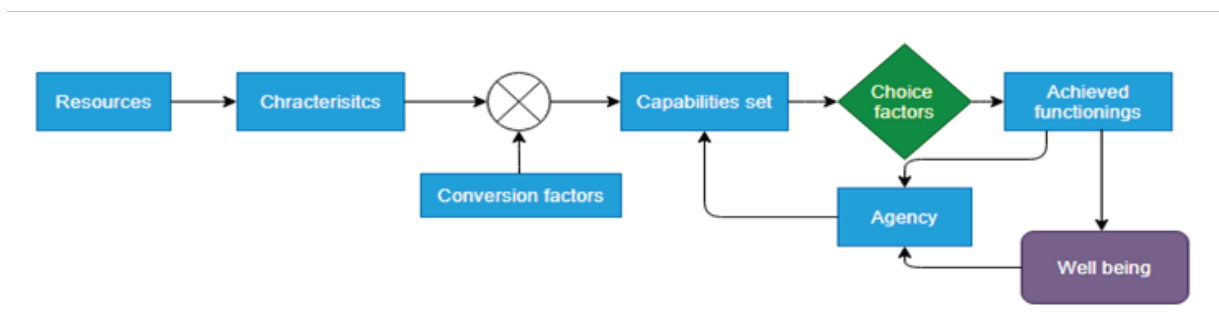 Resources
Chracterisitcs
Capabilities set
Choice
factors
Achieved
functionings
Conversion factors
Agency
Well being